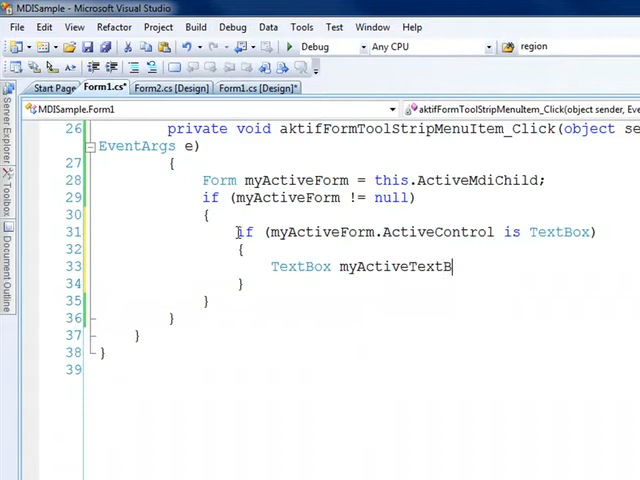 MDISample - Microsoft Visual Studio
File Edit View Refactor Project Build Debug Data Tools Test Window Help
Debug Any CPU region
Start Page Form1.cs* Form2.cs [Design] Form1.cs [Design]*
MDISample.Form1 aktifFormToolStripMenuItem_Click(object sender, Eve
Server Explorer
Toolbox
Document Outline
26 private void aktifFormToolStripMenuItem_Click(object se
EventArgs e)
27 {
28 Form myActiveForm = this.ActiveMdiChild;
29 if (myActiveForm != null)
30 {
31 if (myActiveForm.ActiveControl is TextBox)
32 {
33 TextBox myActiveTextB
34 }
35 }
36 }
37 }
38 }
39